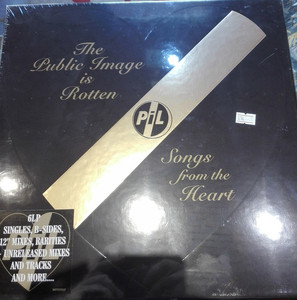 The
Public Image
is
Rotten
PiL
Songs
from the
Heart
6LP
SINGLES, B-SIDES,
12" MIXES, RARITIES
UNRELEASED MIXES
AND TRACKS
AND MORE...